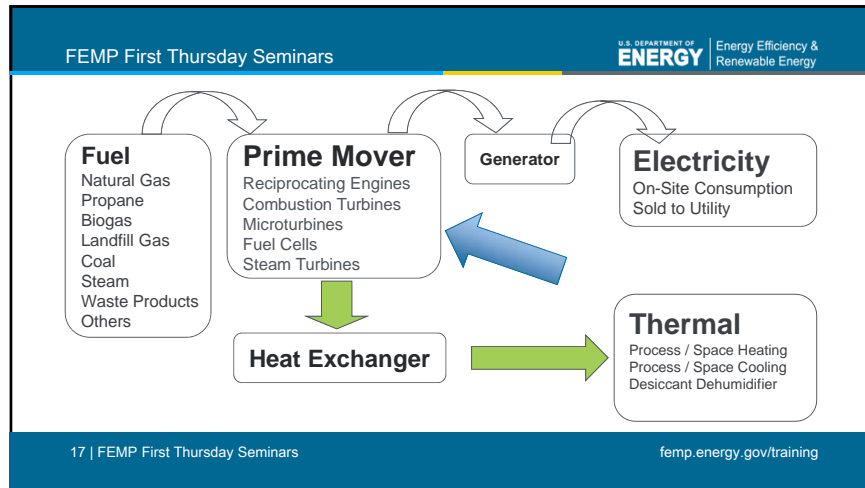 FEMP First Thursday Seminars
U.S. DEPARTMENT OF
ENERGY
Energy Efficiency &
Renewable Energy
Fuel
Natural Gas
Propane
Biogas
Landfill Gas
Coal
Steam
Waste Products
Others
Prime Mover
Reciprocating Engines
Combustion Turbines
Microturbines
Fuel Cells
Steam Turbines
Generator
Electricity
On-Site Consumption
Sold to Utility
Heat Exchanger
Thermal
Process / Space Heating
Process / Space Cooling
Desiccant Dehumidifier
17 | FEMP First Thursday Seminars
femp.energy.gov/training